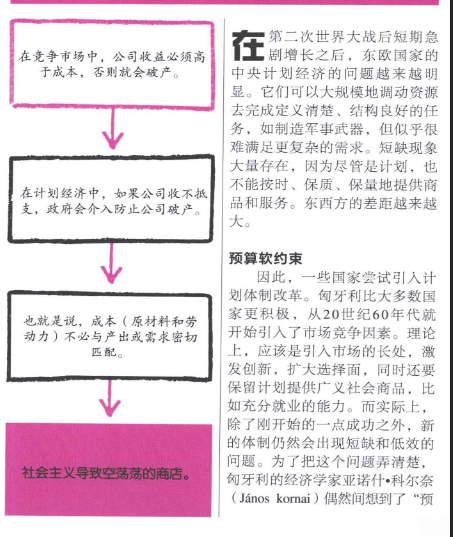 在竞争市场中，公司收益必须高
于成本，否则就会破产。
在计划经济中，如果公司收不抵
支，政府会介入防止公司破产。
也就是说，成本（原材料和劳
动力）不必与产出或需求密切
匹配。
社会主义导致空荡荡的商店。
在第二次世界大战后短期急
剧增长之后，东欧国家的
中央计划经济的问题越来越明
显。它们可以大规模地调动资源
去完成定义清楚、结构良好的任
务，如制造军事武器，但似乎很
难满足更复杂的需求。短缺现象
大量存在，因为尽管是计划，也
不能按时、保质、保量地提供商
品和服务。东西方的差距越来越
大。
预算软约束
因此，一些国家尝试引入计
划体制改革。匈牙利比大多数国
家更积极，从20世纪60年代就
开始引入了市场竞争因素。理论
上，应该是引入市场的长处，激
发创新，扩大选择面，同时还要
保留计划提供广义社会商品，比
如充分就业的能力。而实际上，
除了刚开始的一点成功之外，新
的体制仍然会出现短缺和低效的
问题。为了把这个问题弄清楚，
匈牙利的经济学家亚诺什•科尔奈
（János kornai）偶然间想到了“预